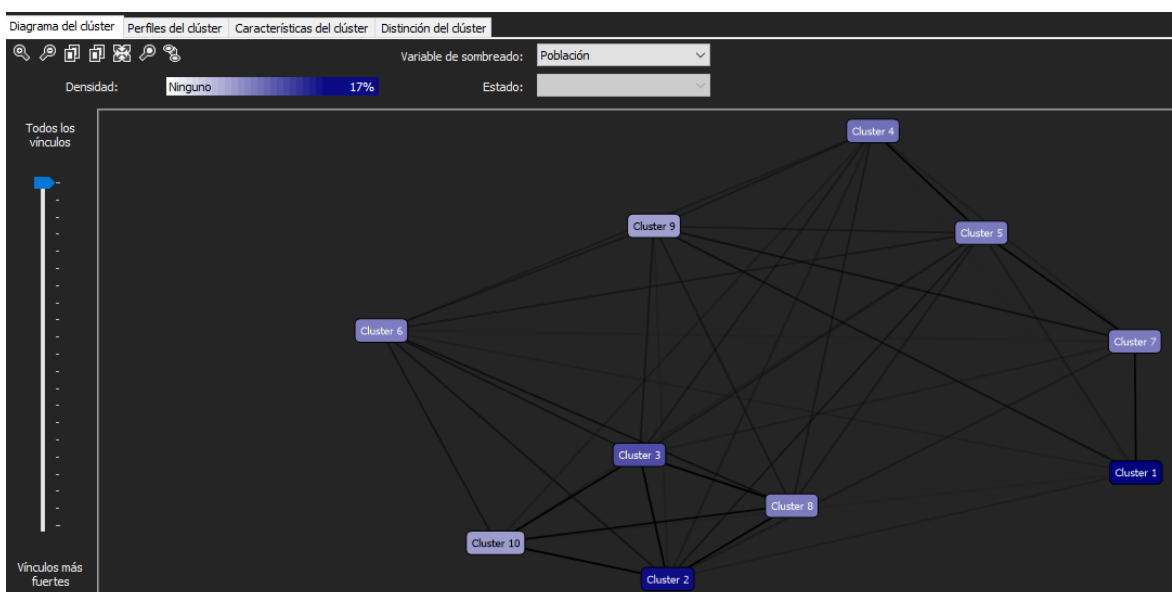 Diagrama del clúster Perfiles del clúster Características del clúster Distinción del clúster
Variable de sombreado: Población
Densidad: Ninguno 17% Estado:
Todos los
vínculos
Cluster 4
Cluster 9
Cluster 5
Cluster 6
Cluster 7
Cluster 3
Cluster 1
Cluster 8
Cluster 10
Cluster 2
Vínculos más
fuertes